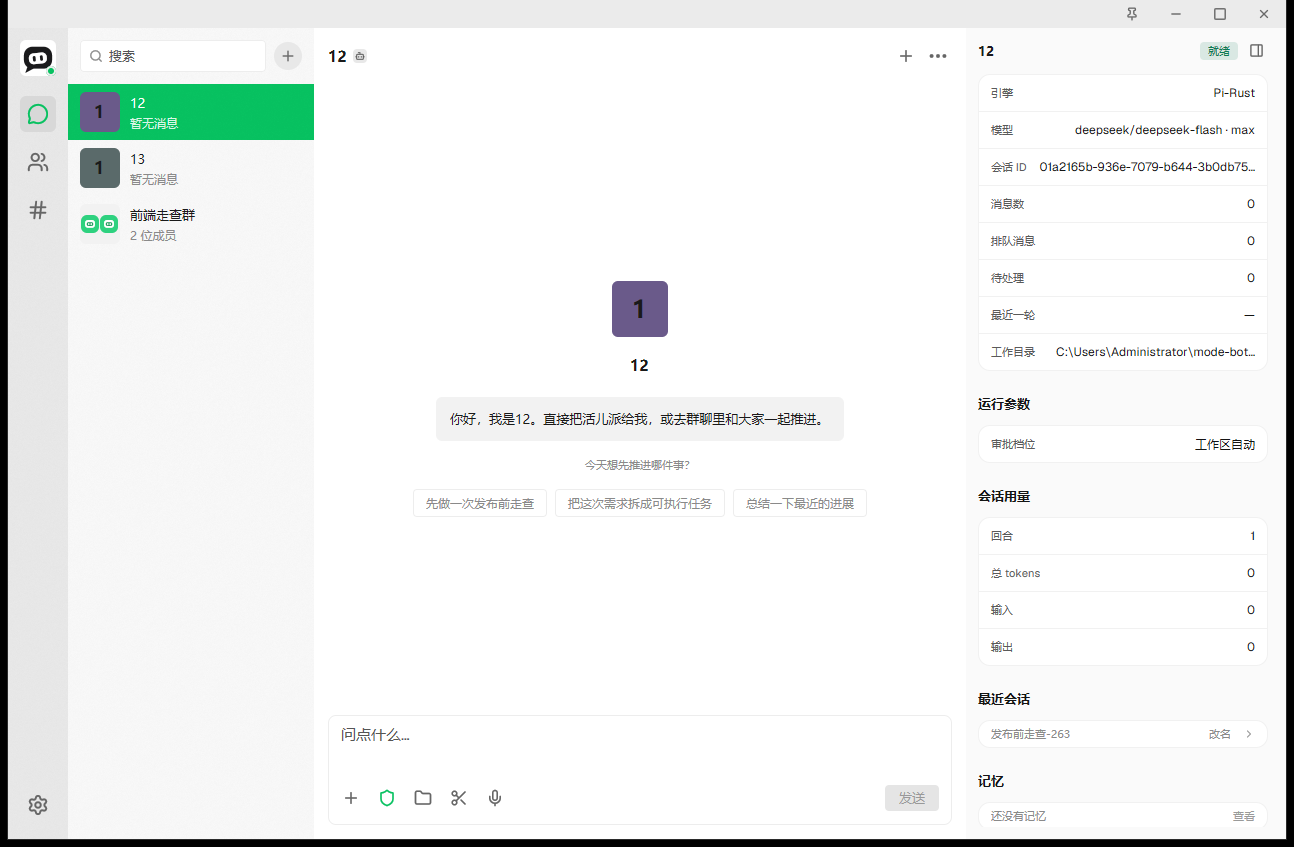 搜索
1
12
暂无消息
1
13
暂无消息
前端走查群
2 位成员
12
1
12
你好，我是12。直接把活儿派给我，或去群聊里和大家一起推进。
今天想先推进哪件事？
先做一次发布前走查
把这次需求拆成可执行任务
总结一下最近的进展
问点什么...
发送
12
就绪
引擎 Pi-Rust
模型 deepseek/deepseek-flash · max
会话 ID 01a2165b-936e-7079-b644-3b0db75...
消息数 0
排队消息 0
待处理 0
最近一轮 —
工作目录 C:\Users\Administrator\mode-bot...
运行参数
审批档位 工作区自动
会话用量
回合 1
总 tokens 0
输入 0
输出 0
最近会话
发布前走查-263 改名
记忆
还没有记忆 查看